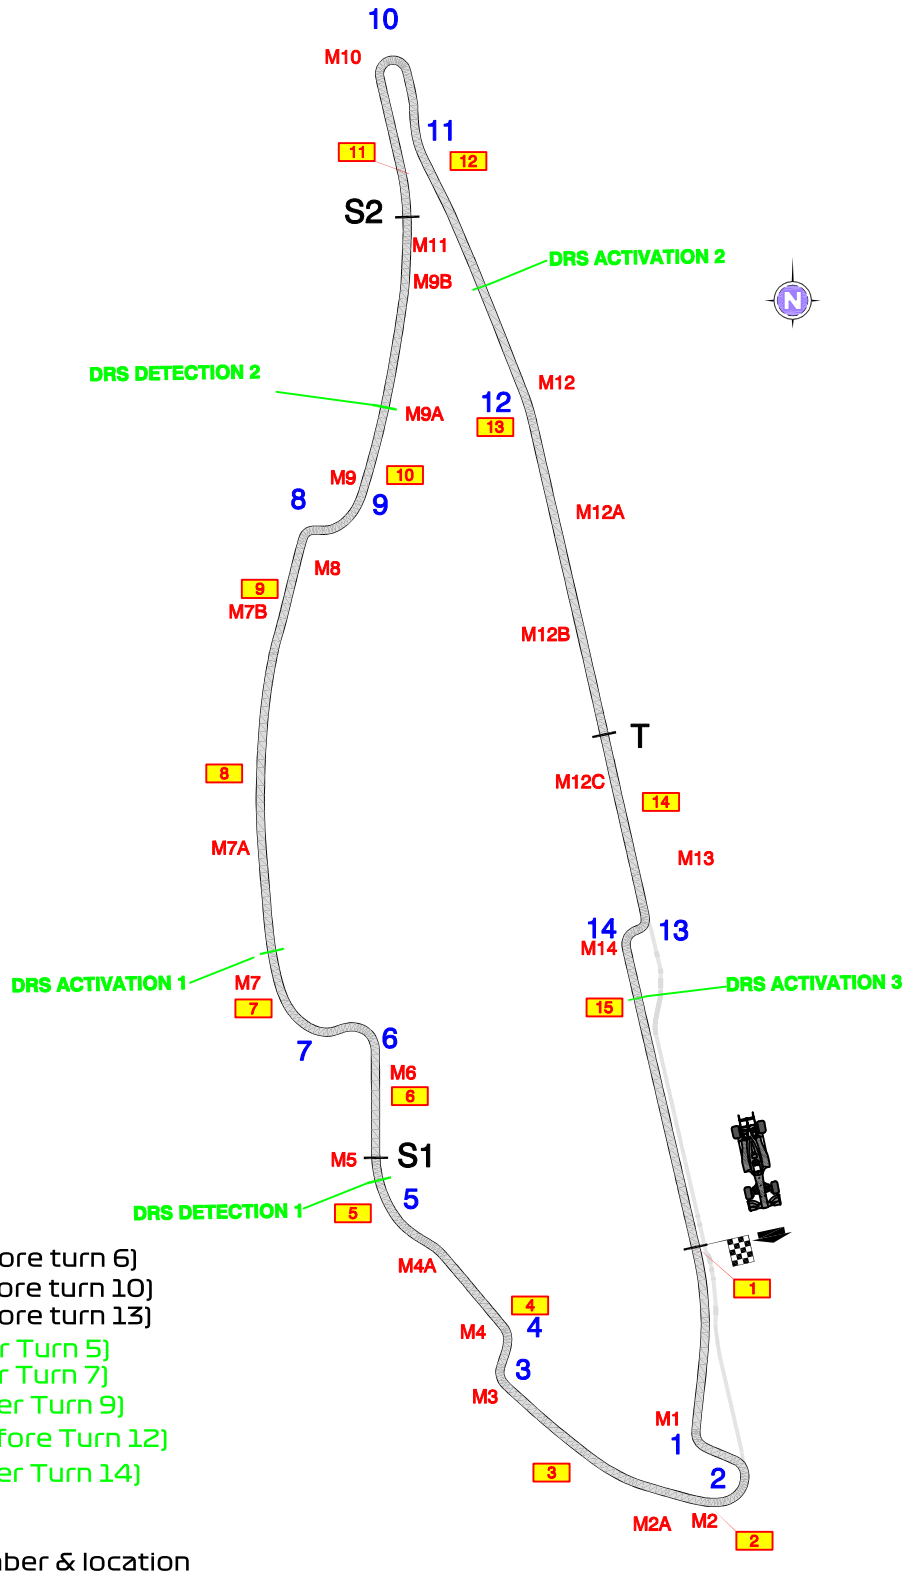 10
M10
11
11
12
S2
M11
M9B
DRS ACTIVATION 2
N
DRS DETECTION 2
M12
12
13
M9A
M9
10
8
9
M12A
M8
9
M7B
M12B
T
8
M12C
14
M7A
M13
14
13
M14
DRS ACTIVATION 1
M7
7
DRS ACTIVATION 3
15
7
6
M6
6
M5
S1
5
DRS DETECTION 1
5
M4A
1
4
4
M4
3
M3
M1
1
2
3
M2A
M2
2
ore turn 6)
ore turn 10)
ore turn 13)
r Turn 5)
r Turn 7)
er Turn 9)
fore Turn 12)
er Turn 14)
ber & location